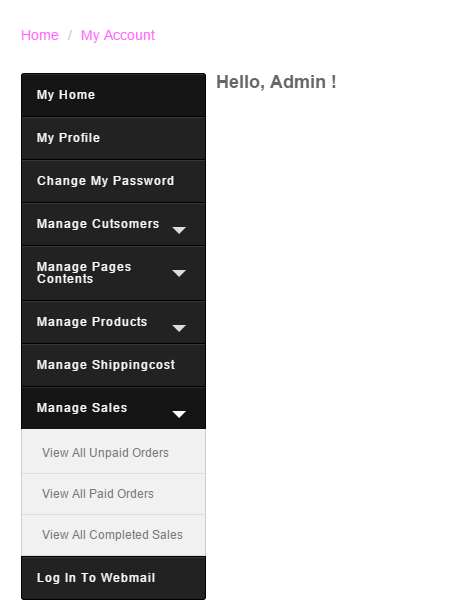 Home / My Account
Hello, Admin !
My Home
My Profile
Change My Password
Manage Cutsomers
Manage Pages
Contents
Manage Products
Manage Shippingcost
Manage Sales
View All Unpaid Orders
View All Paid Orders
View All Completed Sales
Log In To Webmail